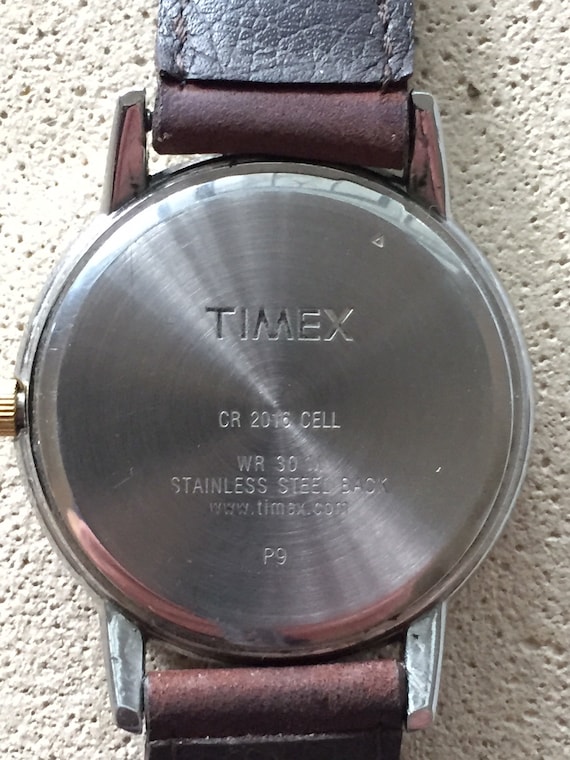 TIMEX
CR 2016 CELL
WR 30 M
STAINLESS STEEL BACK
www.timex.com
P9